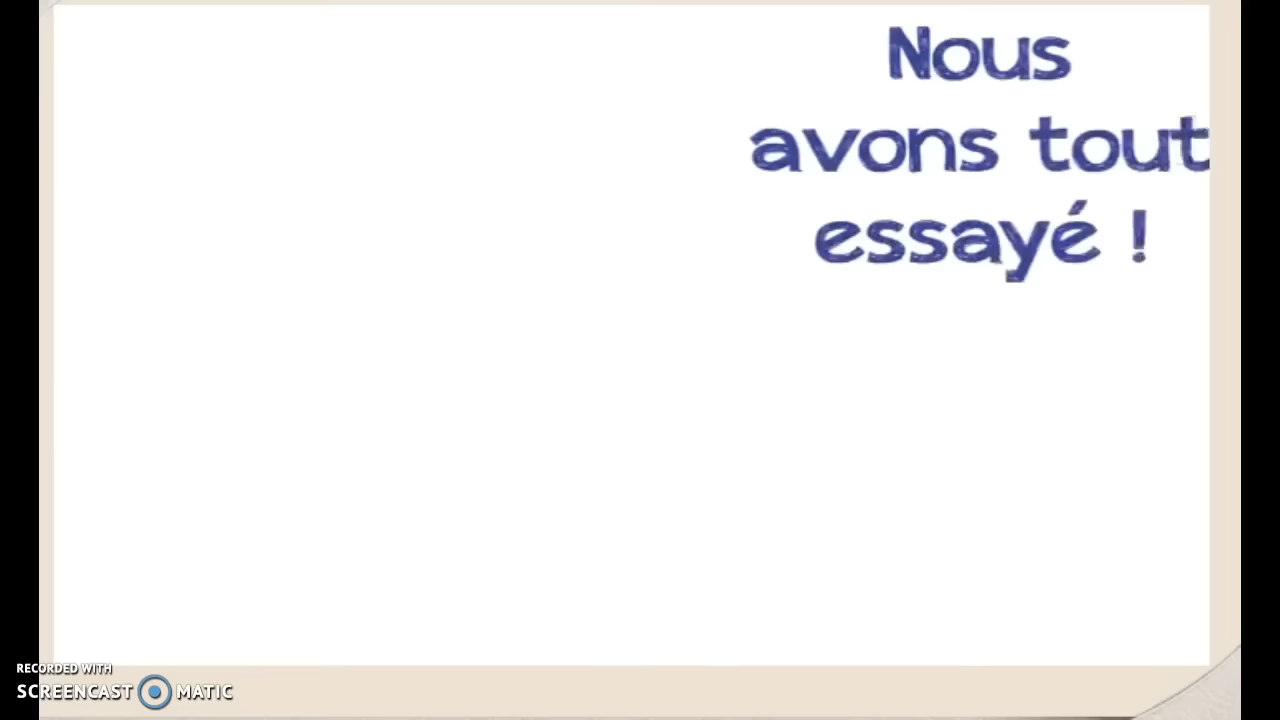 Nous
avons tout
essayé !
RECORDED WITH
SCREENCAST MATIC